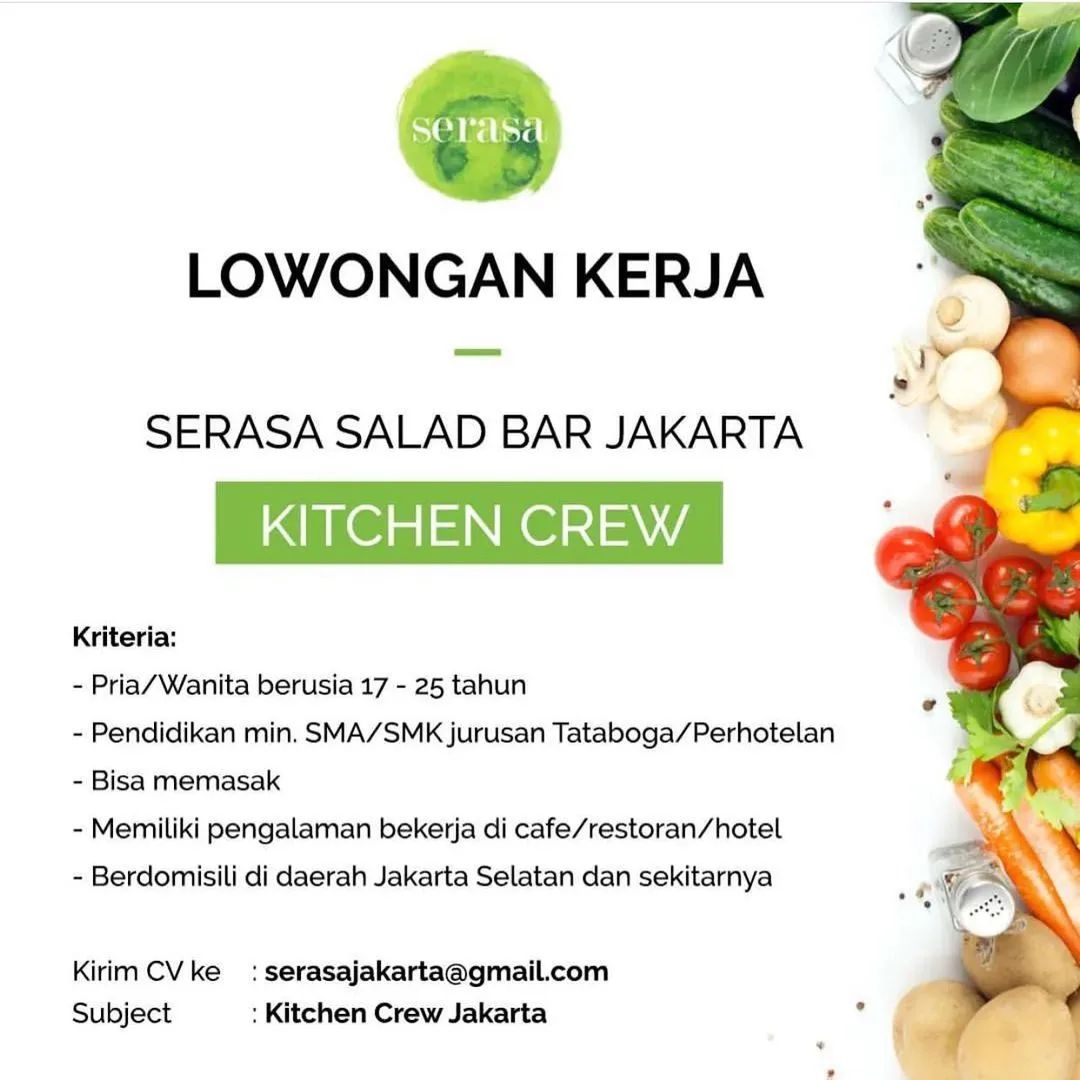 serasa
LOWONGAN KERJA
SERASA SALAD BAR JAKARTA
KITCHEN CREW
Kriteria:
- Pria/Wanita berusia 17 - 25 tahun
- Pendidikan min. SMA/SMK jurusan Tataboga/Perhotelan
- Bisa memasak
- Memiliki pengalaman bekerja di cafe/restoran/hotel
- Berdomisili di daerah Jakarta Selatan dan sekitarnya
Kirim CV ke : serasajakarta@gmail.com
Subject : Kitchen Crew Jakarta